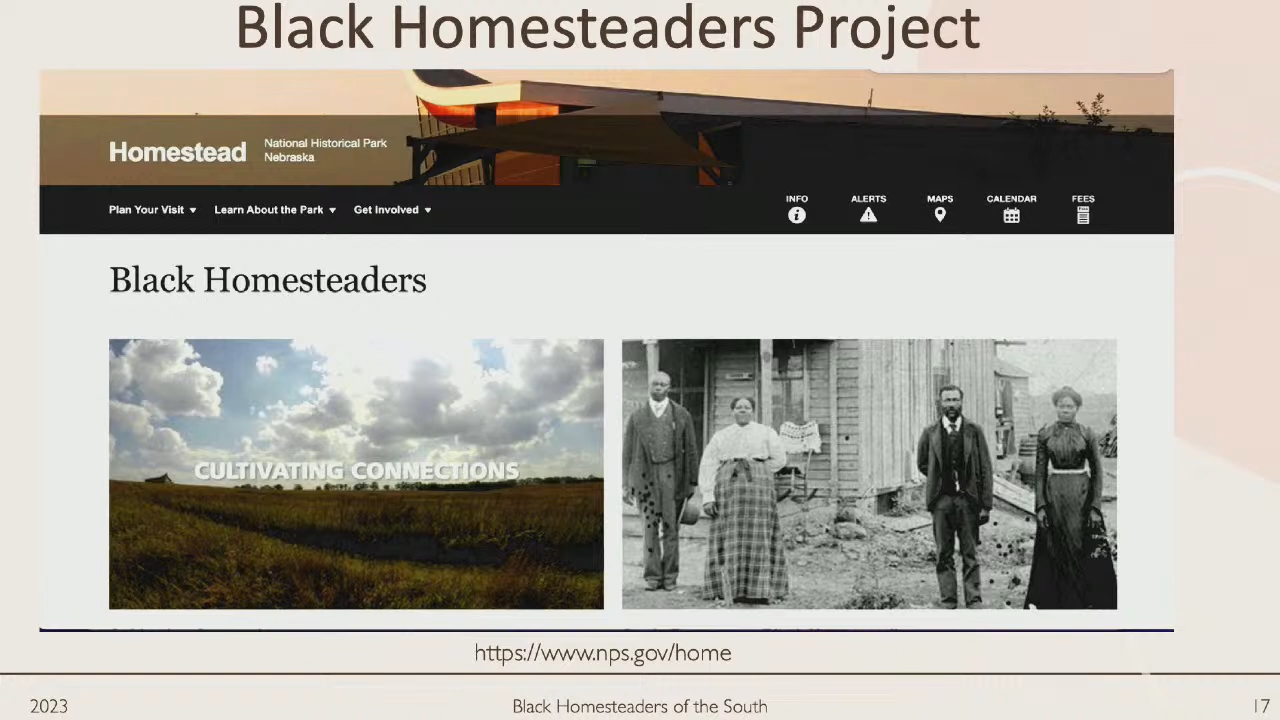 Black Homesteaders Project
Homestead
National Historical Park
Nebraska
Plan Your Visit
Learn About the Park
Get Involved
INFO
ALERTS
MAPS
CALENDAR
FEES
Black Homesteaders
CULTIVATING CONNECTIONS
https://www.nps.gov/home
2023
Black Homesteaders of the South
17